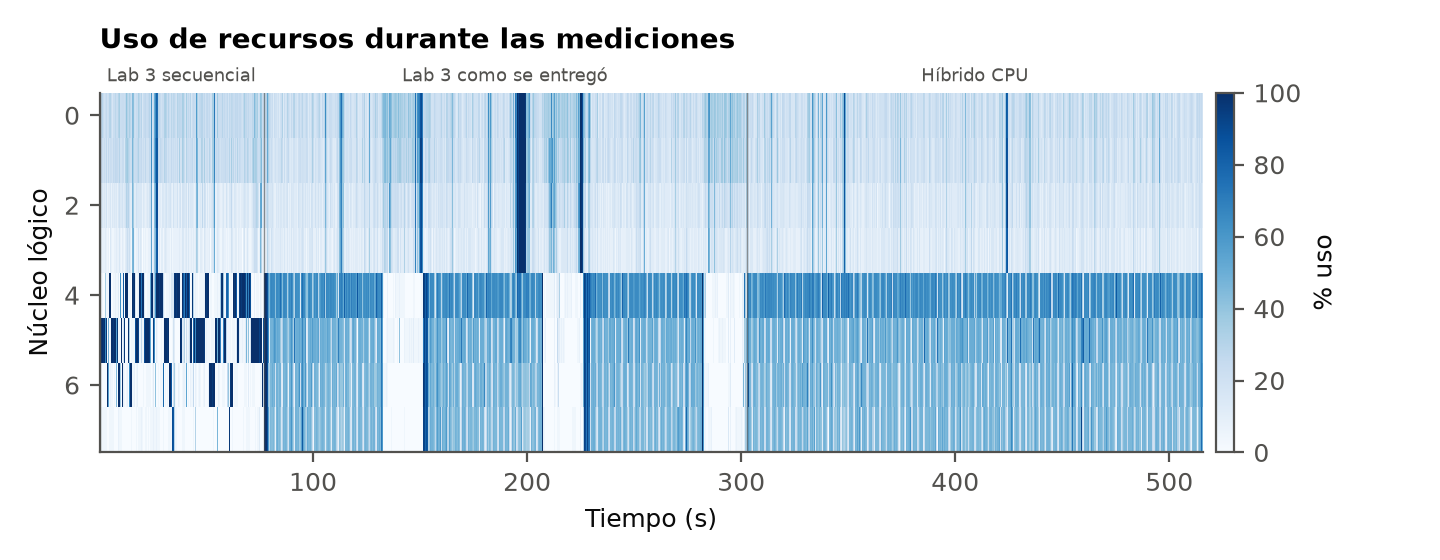 Uso de recursos durante las mediciones
Lab 3 secuencial Lab 3 como se entregó Híbrido CPU
0
2
4
6
Núcleo lógico
100 200 300 400 500
Tiempo (s)
100
80
60
40
20
0
% uso